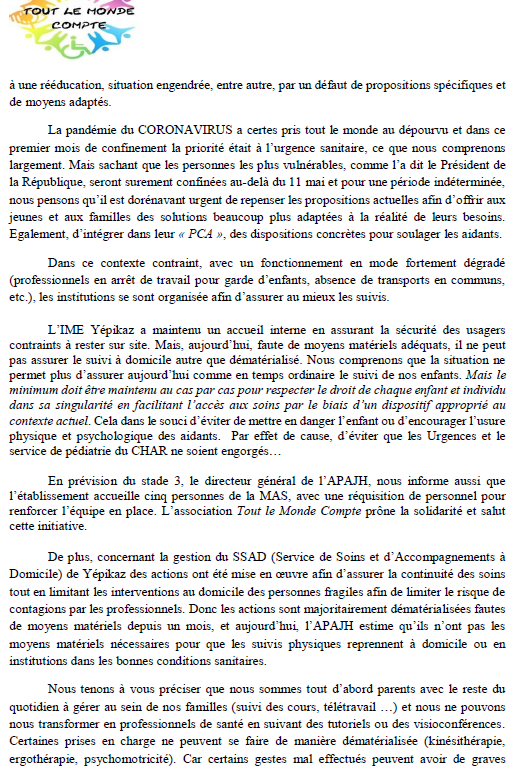 TOUT LE MONDE
COMPTE
à une rééducation, situation engendrée, entre autre, par un défaut de propositions spécifiques et
de moyens adaptés.
La pandémie du CORONAVIRUS a certes pris tout le monde au dépourvu et dans ce
premier mois de confinement la priorité était à l’urgence sanitaire, ce que nous comprenons
largement. Mais sachant que les personnes les plus vulnérables, comme l’a dit le Président de
la République, seront surement confinées au-delà du 11 mai et pour une période indéterminée,
nous pensons qu’il est dorénavant urgent de repenser les propositions actuelles afin d’offrir aux
jeunes et aux familles des solutions beaucoup plus adaptées à la réalité de leurs besoins.
Egalement, d’intégrer dans leur « PCA », des dispositions concrètes pour soulager les aidants.
Dans ce contexte contraint, avec un fonctionnement en mode fortement dégradé
(professionnels en arrêt de travail pour garde d’enfants, absence de transports en communs,
etc.), les institutions se sont organisée afin d’assurer au mieux les suivis.
L’IME Yépikaz a maintenu un accueil interne en assurant la sécurité des usagers
contraints à rester sur site. Mais, aujourd’hui, faute de moyens matériels adéquats, il ne peut
pas assurer le suivi à domicile autre que dématérialisé. Nous comprenons que la situation ne
permet plus d’assurer aujourd’hui comme en temps ordinaire le suivi de nos enfants. Mais le
minimum doit être maintenu au cas par cas pour respecter le droit de chaque enfant et individu
dans sa singularité en facilitant l’accès aux soins par le biais d’un dispositif approprié au
contexte actuel. Cela dans le souci d’éviter de mettre en danger l’enfant ou d’encourager l’usure
physique et psychologique des aidants. Par effet de cause, d’éviter que les Urgences et le
service de pédiatrie du CHAR ne soient engorgés…
En prévision du stade 3, le directeur général de l’APAJH, nous informe aussi que
l’établissement accueille cinq personnes de la MAS, avec une réquisition de personnel pour
renforcer l’équipe en place. L’association Tout le Monde Compte prône la solidarité et salut
cette initiative.
De plus, concernant la gestion du SSAD (Service de Soins et d’Accompagnements à
Domicile) de Yépikaz des actions ont été mise en œuvre afin d’assurer la continuité des soins
tout en limitant les interventions au domicile des personnes fragiles afin de limiter le risque de
contagions par les professionnels. Donc les actions sont majoritairement dématérialisées fautes
de moyens matériels depuis un mois, et aujourd’hui, l’APAJH estime qu’ils n’ont pas les
moyens matériels nécessaires pour que les suivis physiques reprennent à domicile ou en
institutions dans les bonnes conditions sanitaires.
Nous tenons à vous préciser que nous sommes tout d’abord parents avec le reste du
quotidien à gérer au sein de nos familles (suivi des cours, télétravail …) et nous ne pouvons
nous transformer en professionnels de santé en suivant des tutoriels ou des visioconférences.
Certaines prises en charge ne peuvent se faire de manière dématérialisée (kinésithérapie,
ergothérapie, psychomotricité). Car certains gestes mal effectués peuvent avoir de graves